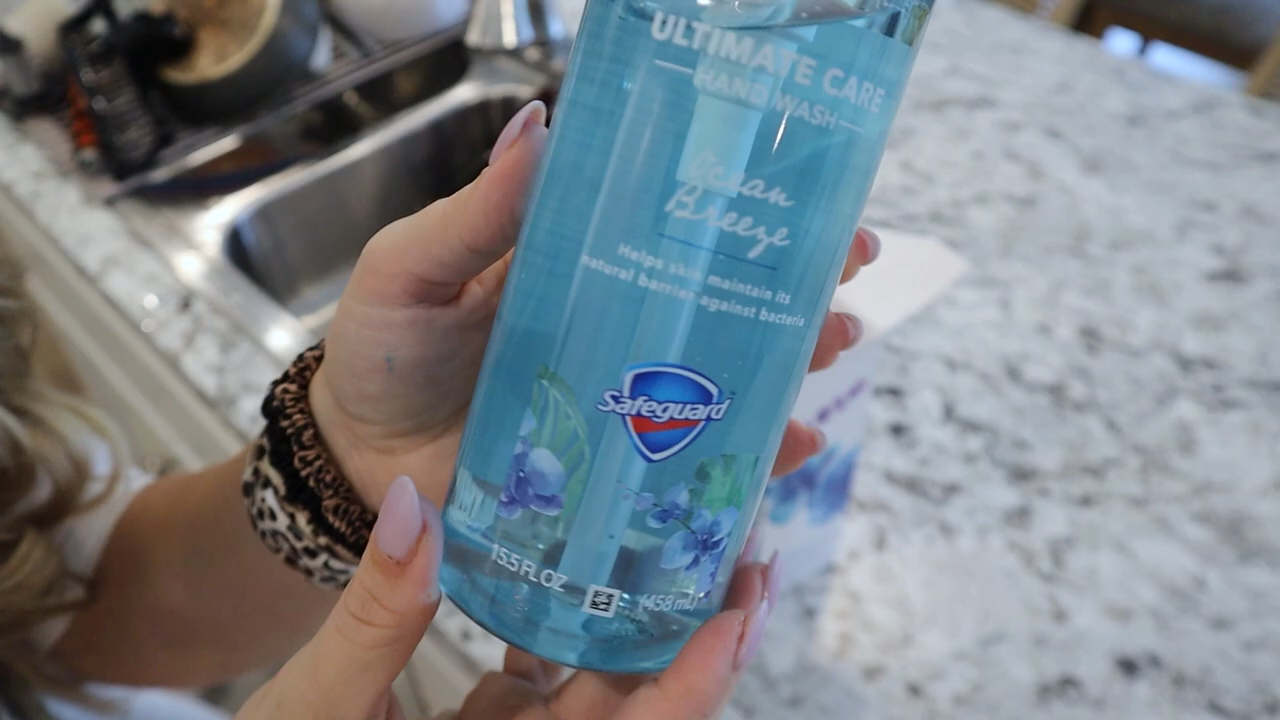 ULTIMATE CARE
HAND WASH
Ocean
Breeze
Helps skin maintain its
natural barrier against bacteria
Safeguard
15.5 FL OZ
(458 mL)